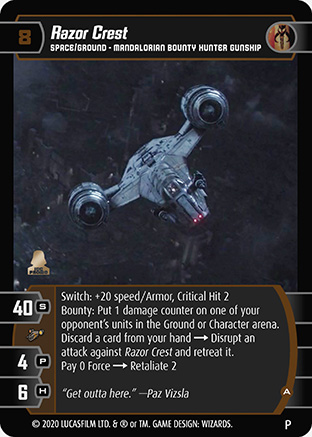 8
Razor Crest
SPACE/GROUND - MANDALORIAN BOUNTY HUNTER GUNSHIP
40 S
4 P
6 H
Switch: +20 speed/Armor, Critical Hit 2
Bounty: Put 1 damage counter on one of your
opponent's units in the Ground or Character arena.
Discard a card from your hand → Disrupt an
attack against Razor Crest and retreat it.
Pay 0 Force → Retaliate 2
"Get outta here." —Paz Vizsla
A
© 2020 LUCASFILM LTD. & ® OR TM. GAME DESIGN: WIZARDS.
P